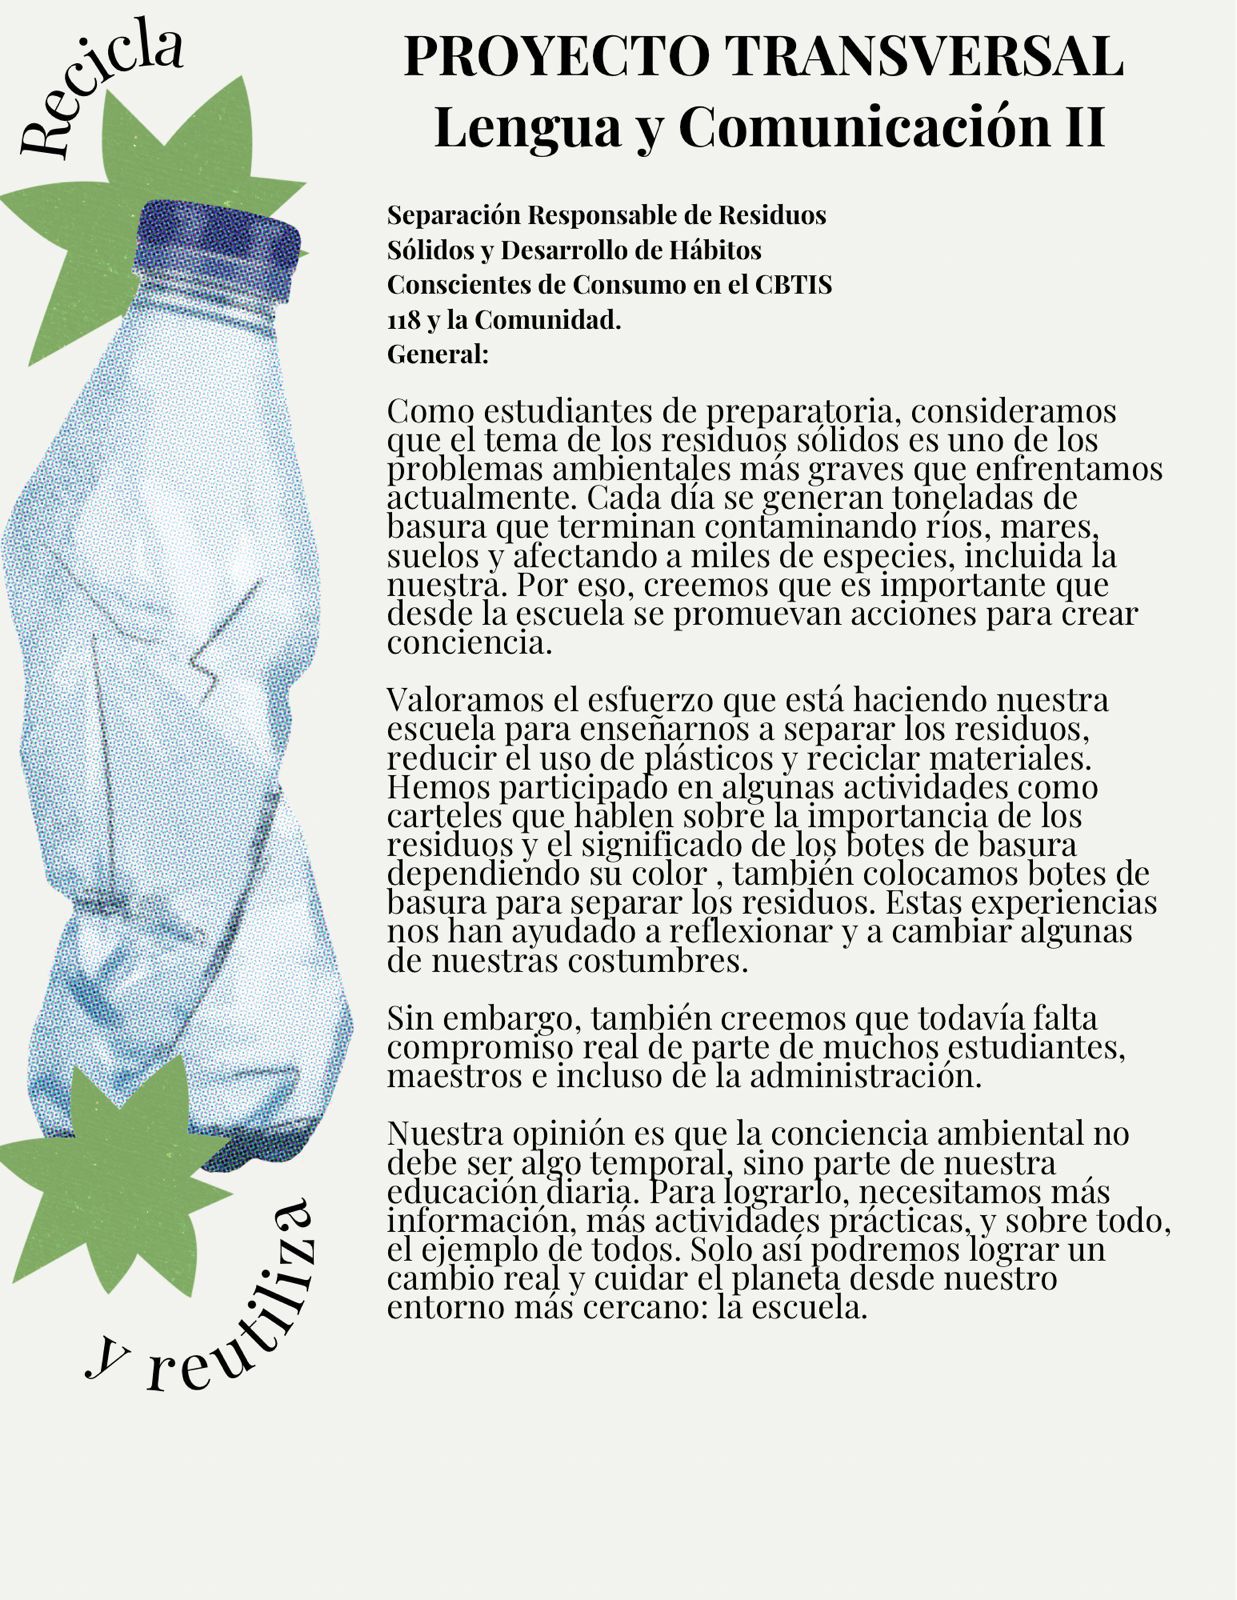 Recicla
PROYECTO TRANSVERSAL
Lengua y Comunicación II
Separación Responsable de Residuos
Sólidos y Desarrollo de Hábitos
Conscientes de Consumo en el CBTIS
118 y la Comunidad.
General:
Como estudiantes de preparatoria, consideramos
que el tema de los residuos sólidos es uno de los
problemas ambientales más graves que enfrentamos
actualmente. Cada día se generan toneladas de
basura que terminan contaminando ríos, mares,
suelos y afectando a miles de especies, incluida la
nuestra. Por eso, creemos que es importante que
desde la escuela se promuevan acciones para crear
conciencia.
Valoramos el esfuerzo que está haciendo nuestra
escuela para enseñarnos a separar los residuos,
reducir el uso de plásticos y reciclar materiales.
Hemos participado en algunas actividades como
carteles que hablen sobre la importancia de los
residuos y el significado de los botes de basura
dependiendo su color , también colocamos botes de
basura para separar los residuos. Estas experiencias
nos han ayudado a reflexionar y a cambiar algunas
de nuestras costumbres.
Sin embargo, también creemos que todavía falta
compromiso real de parte de muchos estudiantes,
maestros e incluso de la administración.
Nuestra opinión es que la conciencia ambiental no
debe ser algo temporal, sino parte de nuestra
educación diaria. Para lograrlo, necesitamos más
información, más actividades prácticas, y sobre todo,
el ejemplo de todos. Solo así podremos lograr un
cambio real y cuidar el planeta desde nuestro
entorno más cercano: la escuela.
y reutiliza